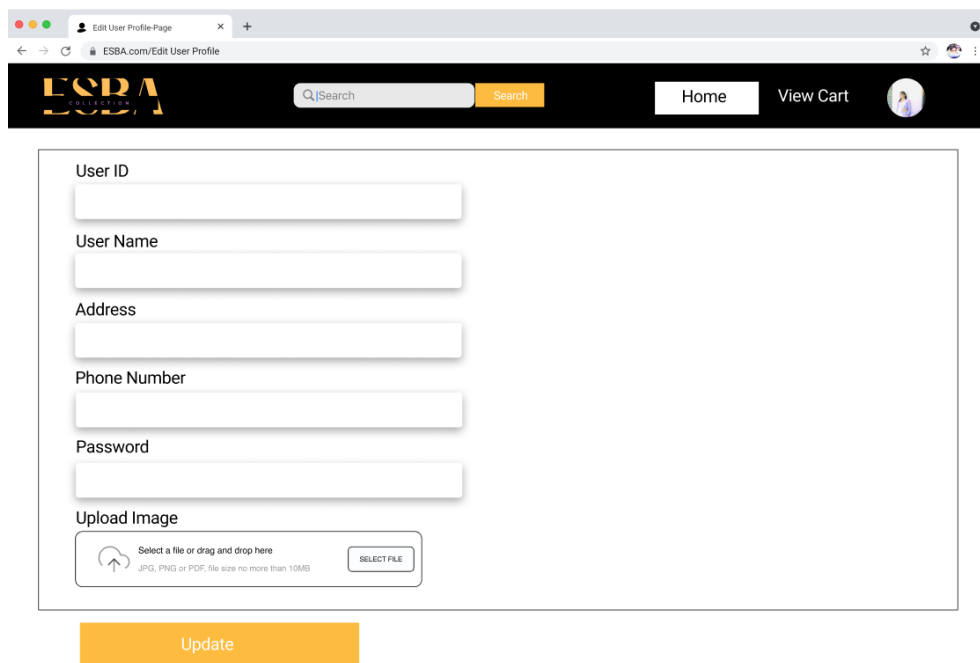 Edit User Profile-Page
ESBA.com/Edit User Profile
ESBA
COLLECTION
Search
Search
Home
View Cart
User ID
User Name
Address
Phone Number
Password
Upload Image
Select a file or drag and drop here
SELECT FILE
JPG, PNG or PDF, file size no more than 10MB
Update